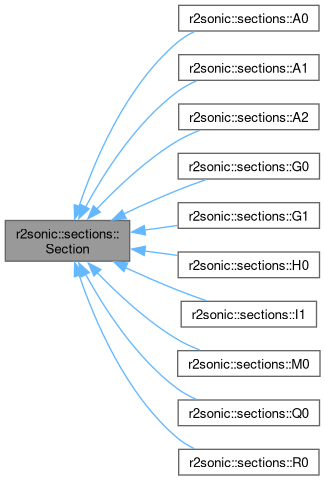 r2sonic::sections::A0
r2sonic::sections::A1
r2sonic::sections::A2
r2sonic::sections::G0
r2sonic::sections::
Section
r2sonic::sections::G1
r2sonic::sections::H0
r2sonic::sections::I1
r2sonic::sections::M0
r2sonic::sections::Q0
r2sonic::sections::R0